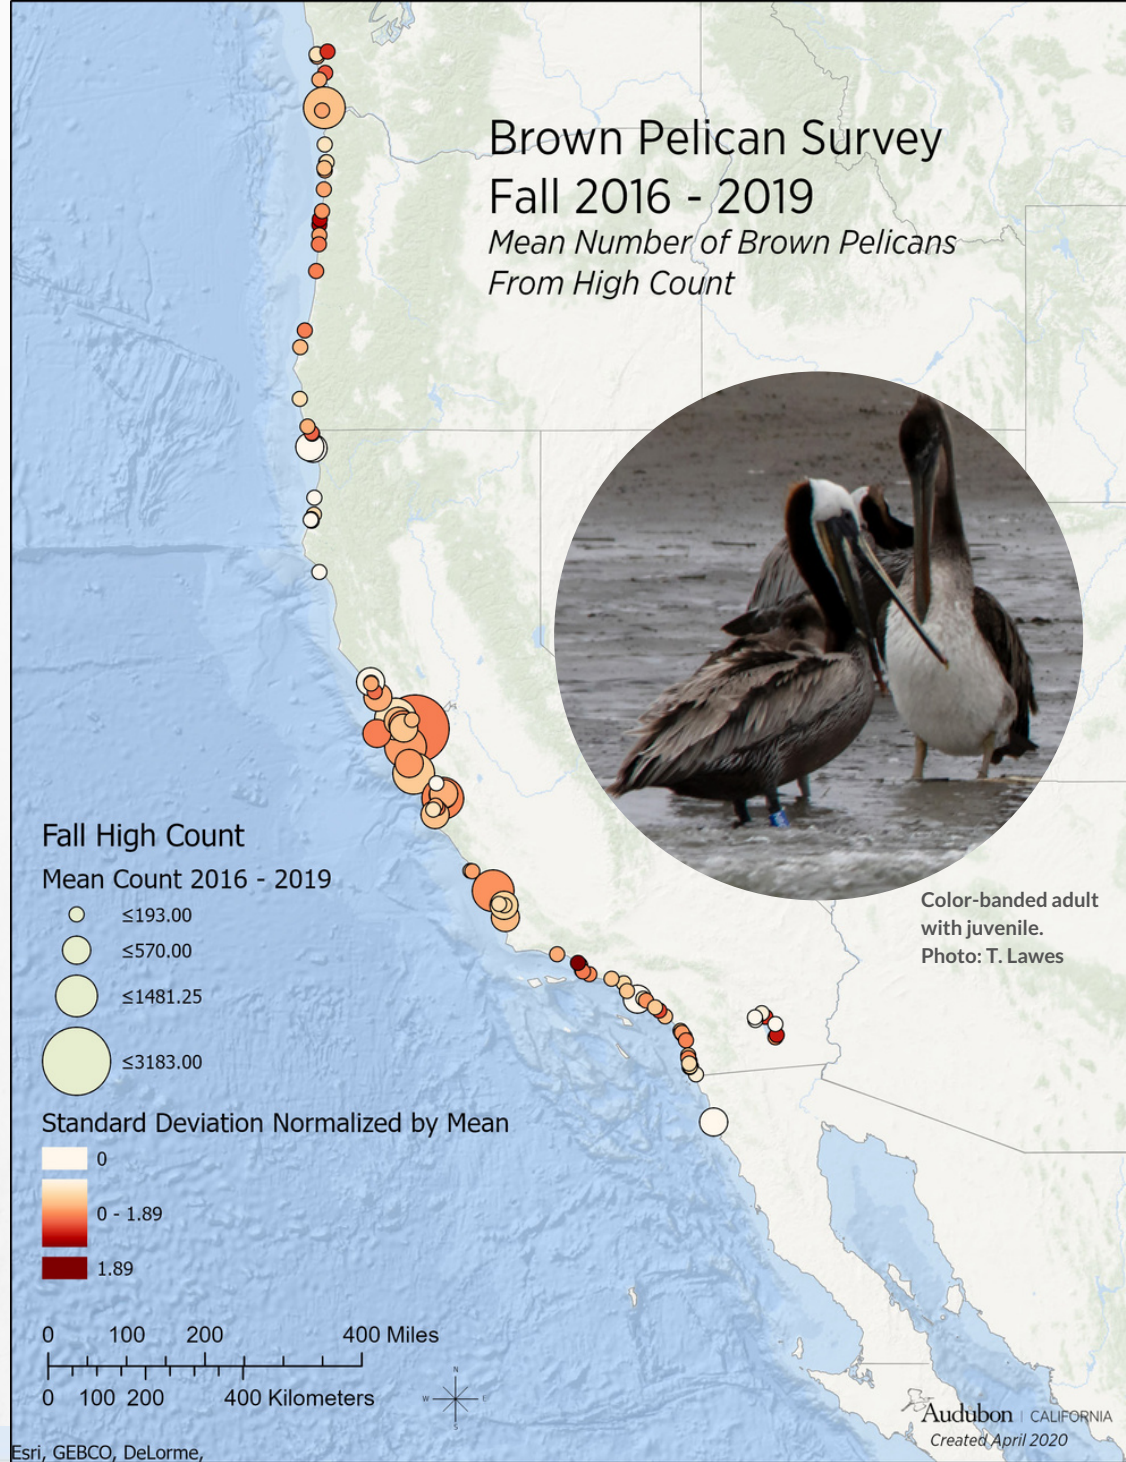 Brown Pelican Survey
Fall 2016 - 2019
Mean Number of Brown Pelicans
From High Count
Color-banded adult
with juvenile.
Photo: T. Lawes
Fall High Count
Mean Count 2016 - 2019
≤193.00
≤570.00
≤1481.25
≤3183.00
Standard Deviation Normalized by Mean
0
0 - 1.89
1.89
0 100 200 400 Miles
0 100 200 400 Kilometers
N
W E
S
Audubon | CALIFORNIA
Created April 2020
Esri, GEBCO, DeLorme,